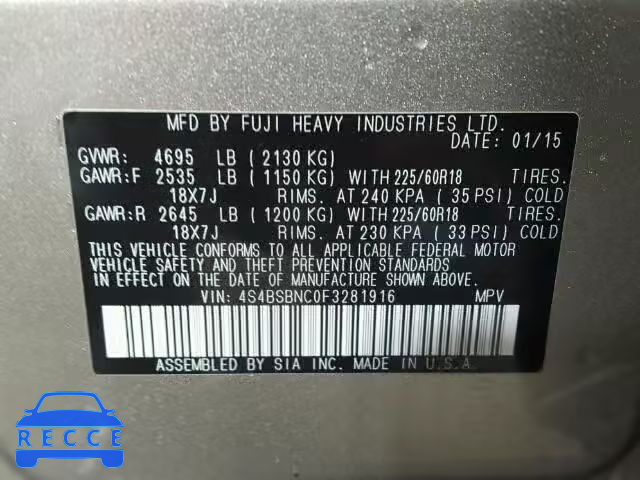 MFD BY FUJI HEAVY INDUSTRIES LTD.
DATE: 01/15
GVWR: 4695 LB ( 2130 KG)
GAWR:F 2535 LB ( 1150 KG) WITH 225/60R18 TIRES.
18X7J RIMS. AT 240 KPA ( 35 PSI) COLD
GAWR:R 2645 LB ( 1200 KG) WITH 225/60R18 TIRES.
18X7J RIMS. AT 230 KPA ( 33 PSI) COLD
THIS VEHICLE CONFORMS TO ALL APPLICABLE FEDERAL MOTOR
VEHICLE SAFETY AND THEFT PREVENTION STANDARDS
IN EFFECT ON THE DATE OF MANUFACTURE SHOWN ABOVE.
VIN: 4S4BSBNC0F3281916 MPV
ASSEMBLED BY SIA INC. MADE IN U.S.A.
RECCE